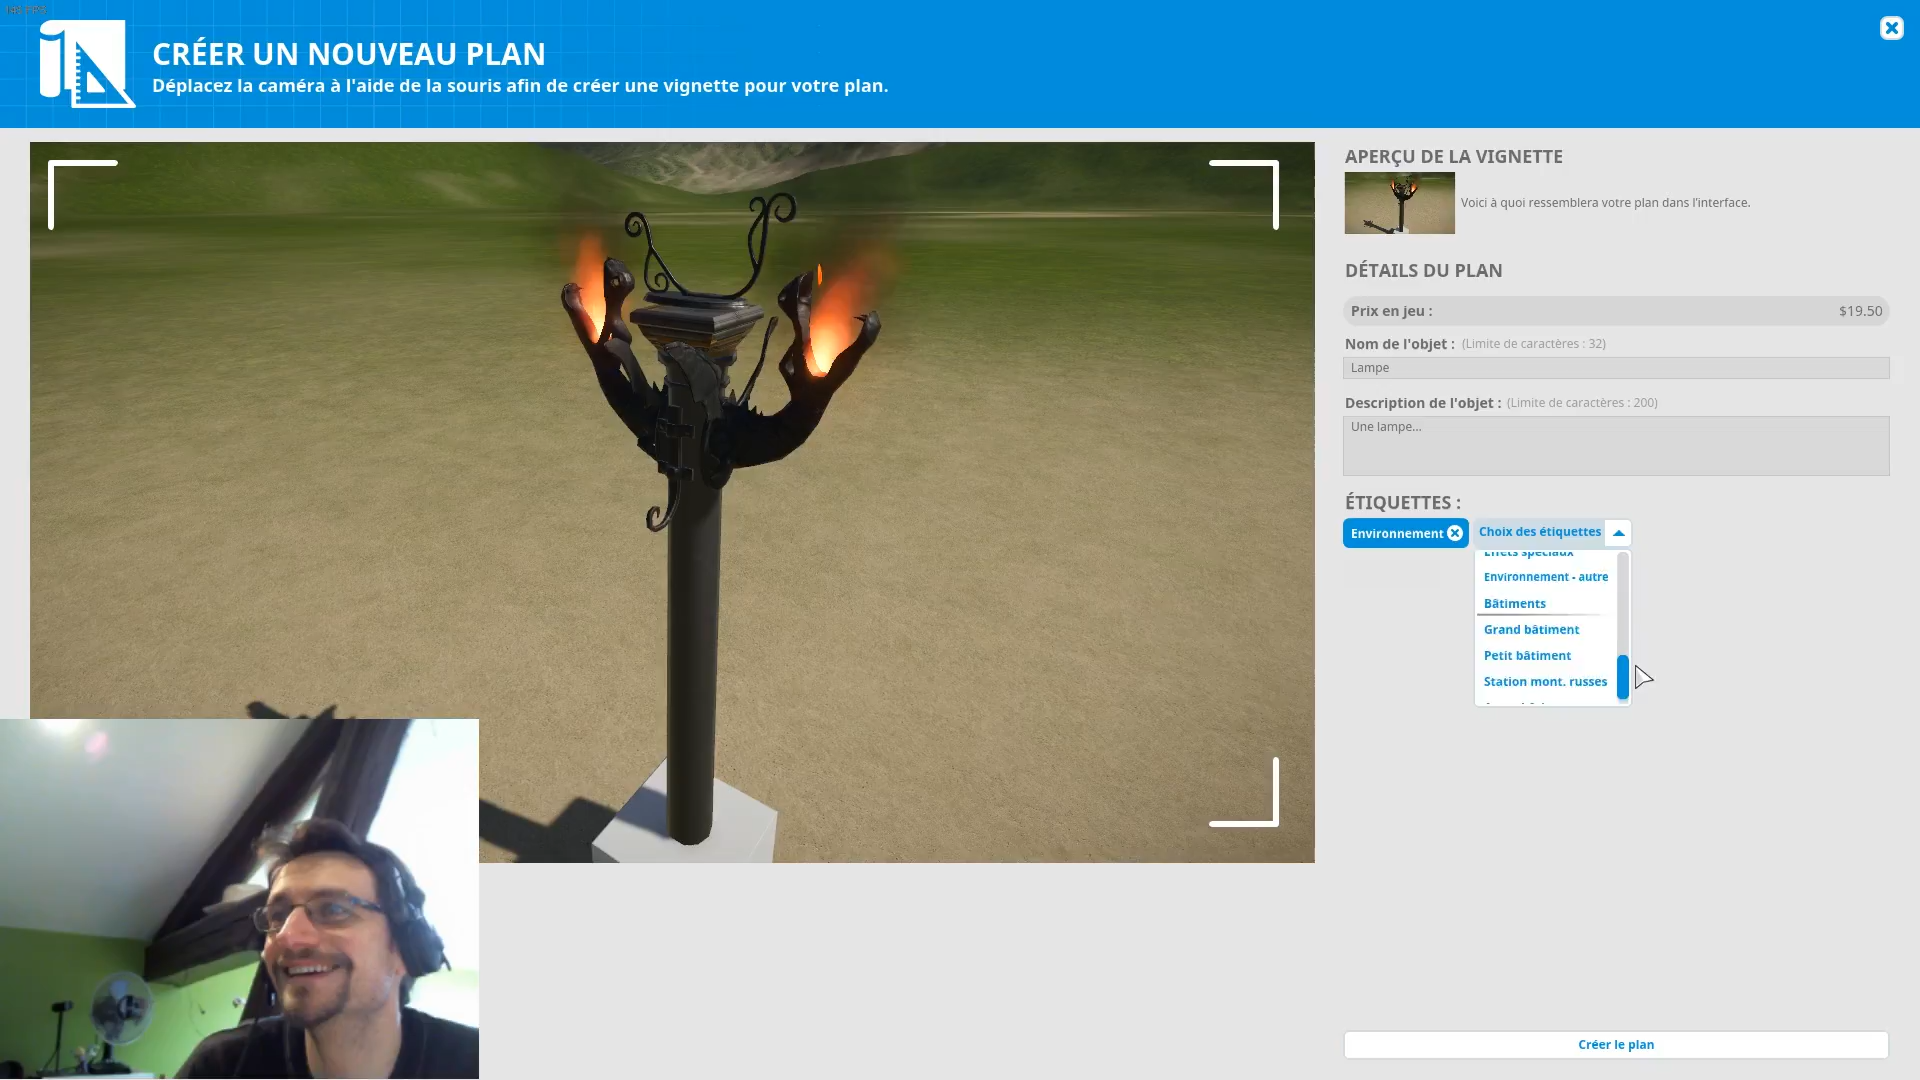 CRÉER UN NOUVEAU PLAN
Déplacez la caméra à l'aide de la souris afin de créer une vignette pour votre plan.
APERÇU DE LA VIGNETTE
Voici à quoi ressemblera votre plan dans l'interface.
DÉTAILS DU PLAN
Prix en jeu : $19.50
Nom de l'objet : (Limite de caractères : 32)
Lampe
Description de l'objet : (Limite de caractères : 200)
Une lampe...
ÉTIQUETTES :
Environnement Choix des étiquettes
Effets spéciaux
Environnement - autre
Bâtiments
Grand bâtiment
Petit bâtiment
Station mont. russes
Créer le plan